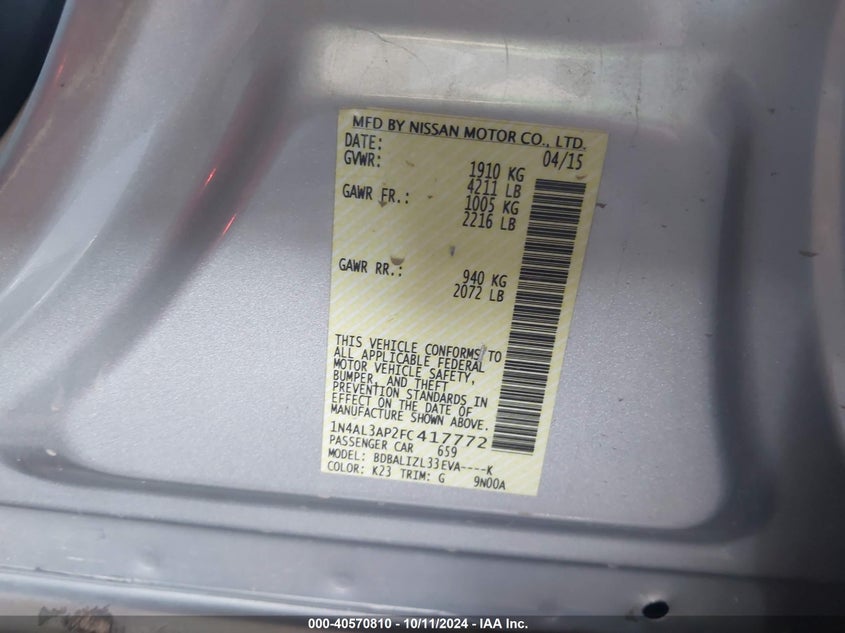 MFD BY NISSAN MOTOR CO., LTD.
DATE: 04/15
GVWR: 1910 KG
4211 LB
GAWR FR.: 1005 KG
2216 LB
GAWR RR.: 940 KG
2072 LB
THIS VEHICLE CONFORMS TO
ALL APPLICABLE FEDERAL
MOTOR VEHICLE SAFETY,
BUMPER, AND THEFT
PREVENTION STANDARDS IN
EFFECT ON THE DATE OF
MANUFACTURE SHOWN ABOVE.
1N4AL3AP2FC417772
PASSENGER CAR 659
MODEL: BDBALIZL33EVA----K
COLOR: K23 TRIM: G 9N00A
000-40570810 - 10/11/2024 - IAA Inc.